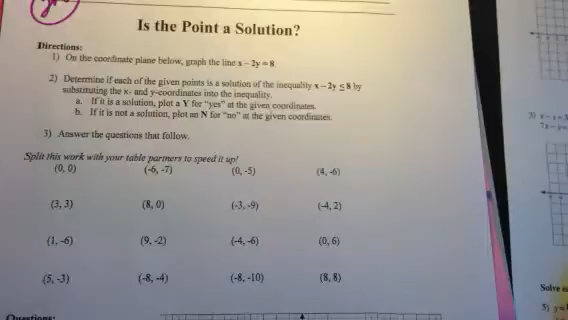 Is the Point a Solution?
Directions:
1) On the coordinate plane below, graph the line x – 2y = 8.
2) Determine if each of the given points is a solution of the inequality x – 2y ≤ 8 by
substituting the x- and y-coordinates into the inequality.
a. If it is a solution, plot a Y for "yes" at the given coordinates.
b. If it is not a solution, plot an N for "no" at the given coordinates.
3) Answer the questions that follow.
Split this work with your table partners to speed it up!
(0, 0) (-6, -7) (0, -5) (4, -6)
(3, 3) (8, 0) (-3, -9) (-4, 2)
(1, -6) (9, -2) (-4, -6) (0, 6)
(5, -3) (-8, -4) (-8, -10) (8, 8)
Questions:
3) x – y =
7x – y =
Solve
5) y =